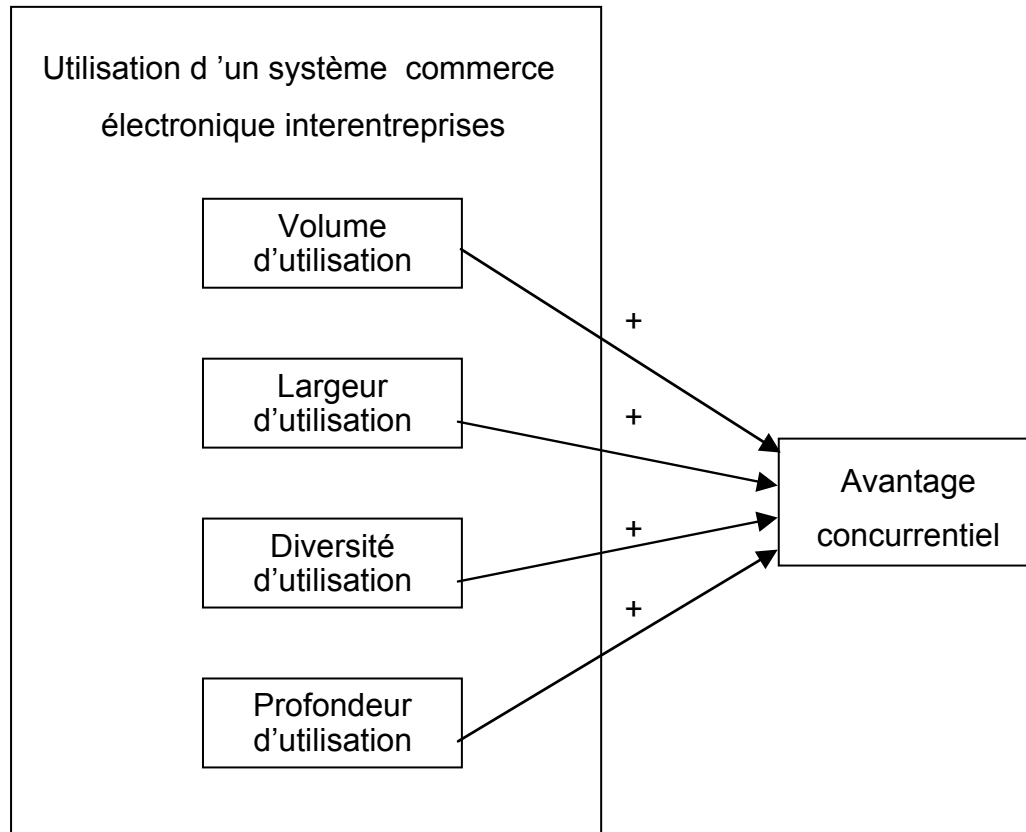 Utilisation d ’un système  commerce
électronique interentreprises
Volume
d’utilisation
+
Largeur
d’utilisation
+
Avantage
concurrentiel
Diversité
d’utilisation
+
+
Profondeur
d’utilisation